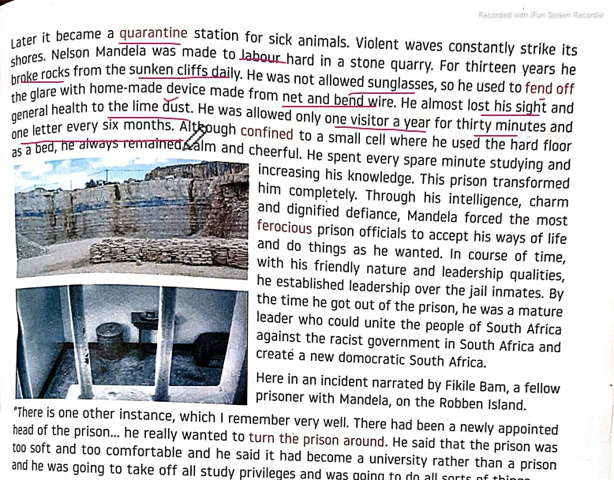 Recorded with iFun Screen Recorder
Later it became a quarantine station for sick animals. Violent waves constantly strike its
shores. Nelson Mandela was made to labour hard in a stone quarry. For thirteen years he
broke rocks from the sunken cliffs daily. He was not allowed sunglasses, so he used to fend off
the glare with home-made device made from net and bend wire. He almost lost his sight and
general health to the lime dust. He was allowed only one visitor a year for thirty minutes and
one letter every six months. Although confined to a small cell where he used the hard floor
as a bed, he always remained calm and cheerful. He spent every spare minute studying and
increasing his knowledge. This prison transformed
him completely. Through his intelligence, charm
and dignified defiance, Mandela forced the most
ferocious prison officials to accept his ways of life
and do things as he wanted. In course of time,
with his friendly nature and leadership qualities,
he established leadership over the jail inmates. By
the time he got out of the prison, he was a mature
leader who could unite the people of South Africa
against the racist government in South Africa and
create a new domocratic South Africa.
Here in an incident narrated by Fikile Bam, a fellow
prisoner with Mandela, on the Robben Island.
"There is one other instance, which I remember very well. There had been a newly appointed
head of the prison... he really wanted to turn the prison around. He said that the prison was
too soft and too comfortable and he said it had become a university rather than a prison
and he was going to take off all study privileges and was going to do all sorts of things